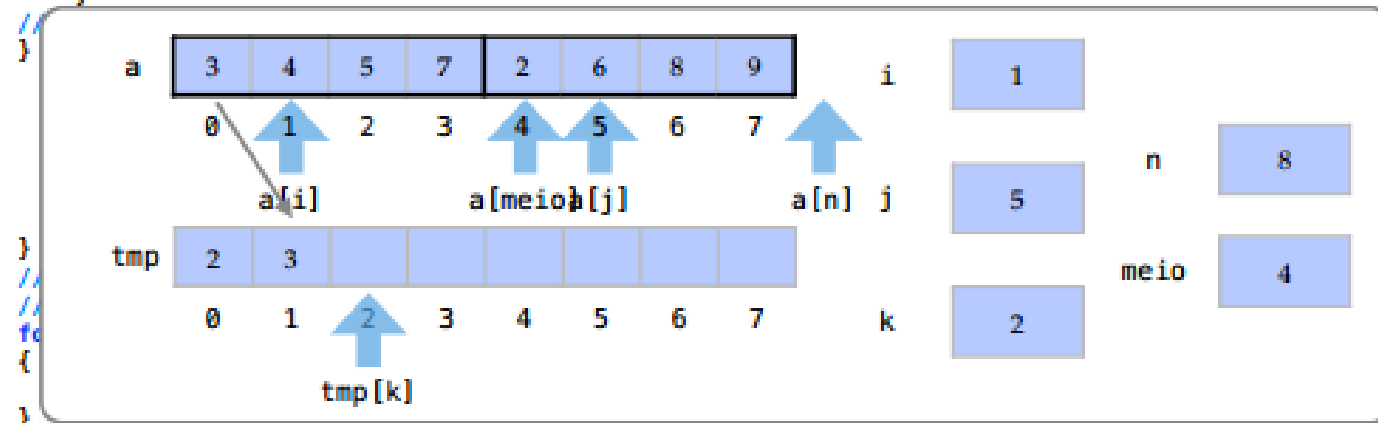 //
}
a 3 4 5 7 2 6 8 9
0 1 2 3 4 5 6 7
a[i] a[meio] a[j] a[n]
tmp 2 3
0 1 2 3 4 5 6 7
tmp[k]
i 1
j 5
k 2
n 8
meio 4
}
//
//
fo
{
}